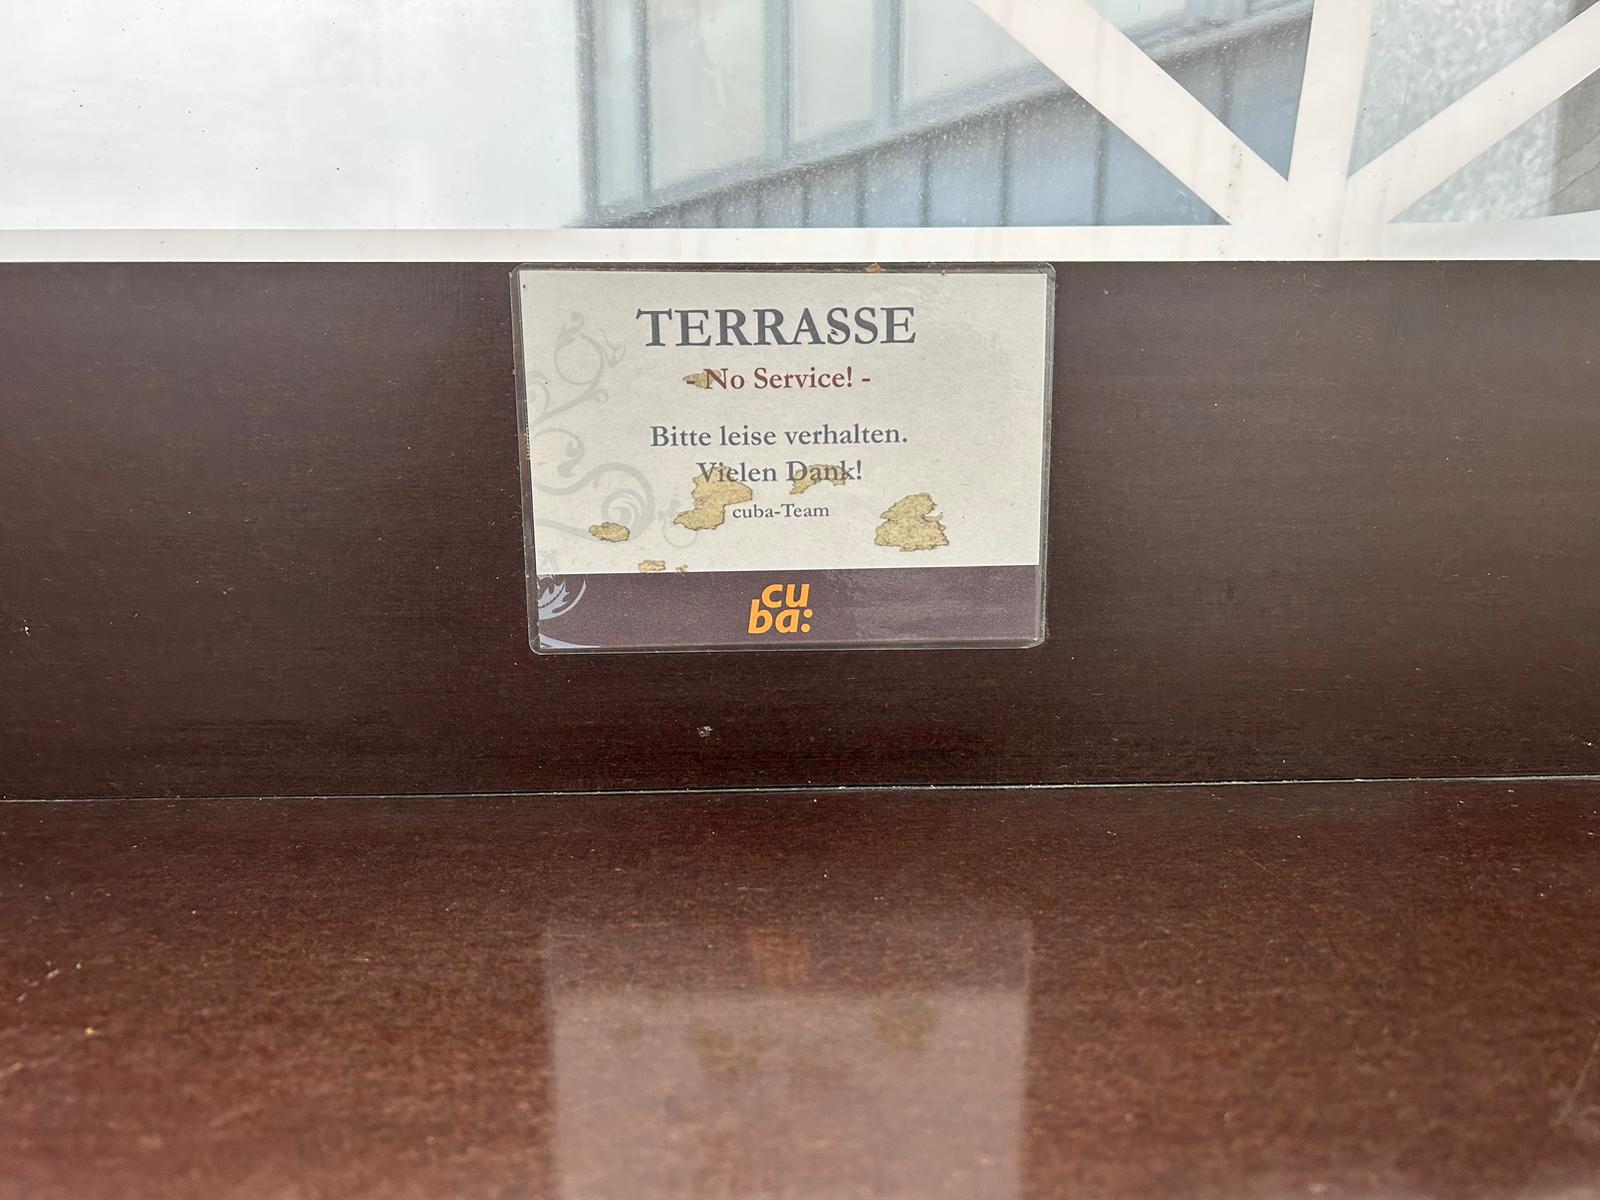 TERRASSE
- No Service! -
Bitte leise verhalten.
Vielen Dank!
cuba-Team
cu
ba: